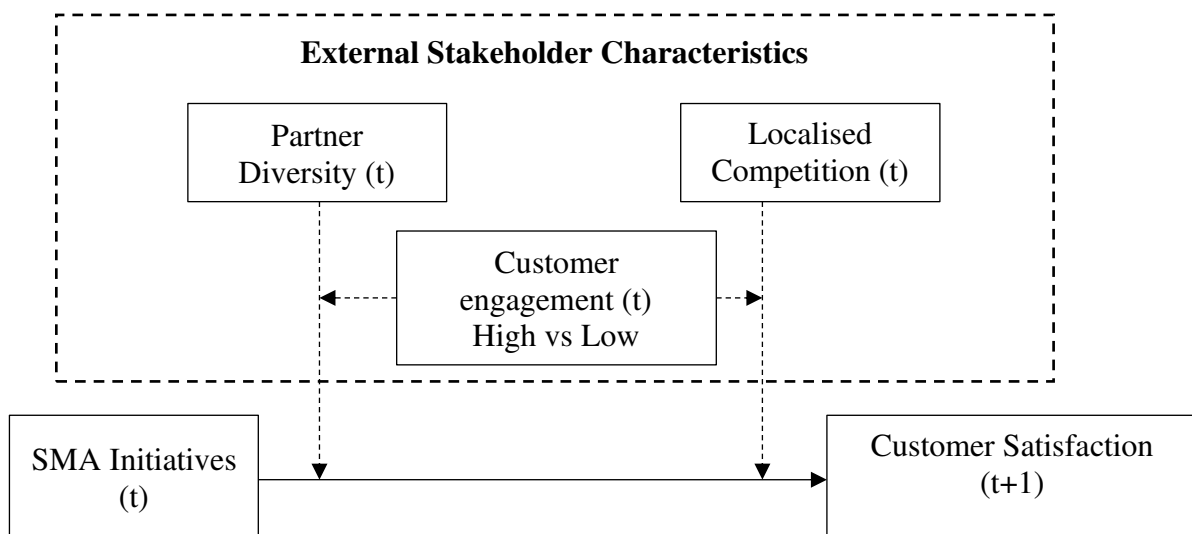 External Stakeholder Characteristics
Partner
Diversity (t)
Localised
Competition (t)
Customer
engagement (t)
High vs Low
SMA Initiatives
(t)
Customer Satisfaction
(t+1)